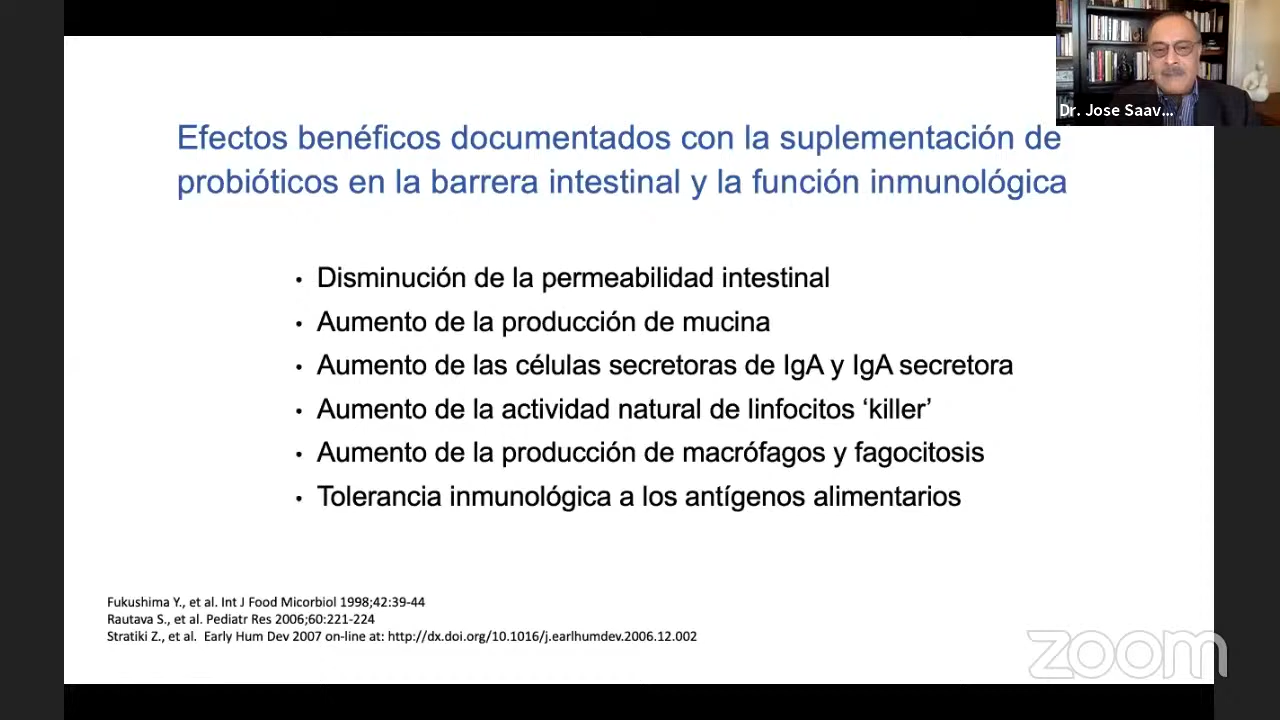 Dr. Jose Saav...
Efectos benéficos documentados con la suplementación de
probióticos en la barrera intestinal y la función inmunológica
• Disminución de la permeabilidad intestinal
• Aumento de la producción de mucina
• Aumento de las células secretoras de IgA y IgA secretora
• Aumento de la actividad natural de linfocitos ‘killer’
• Aumento de la producción de macrófagos y fagocitosis
• Tolerancia inmunológica a los antígenos alimentarios
Fukushima Y., et al. Int J Food Micorbiol 1998;42:39-44
Rautava S., et al. Pediatr Res 2006;60:221-224
Stratiki Z., et al. Early Hum Dev 2007 on-line at: http://dx.doi.org/10.1016/j.earlhumdev.2006.12.002
zoom